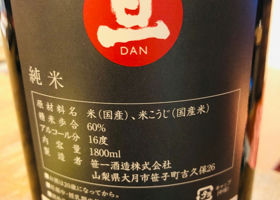 旦
DAN
純米
原材料名 米(国産)、米こうじ(国産米)
精米歩合 60%
アルコール分 16度
内容量 1800ml
製造者 笹一酒造株式会社
山梨県大月市笹子町吉久保26